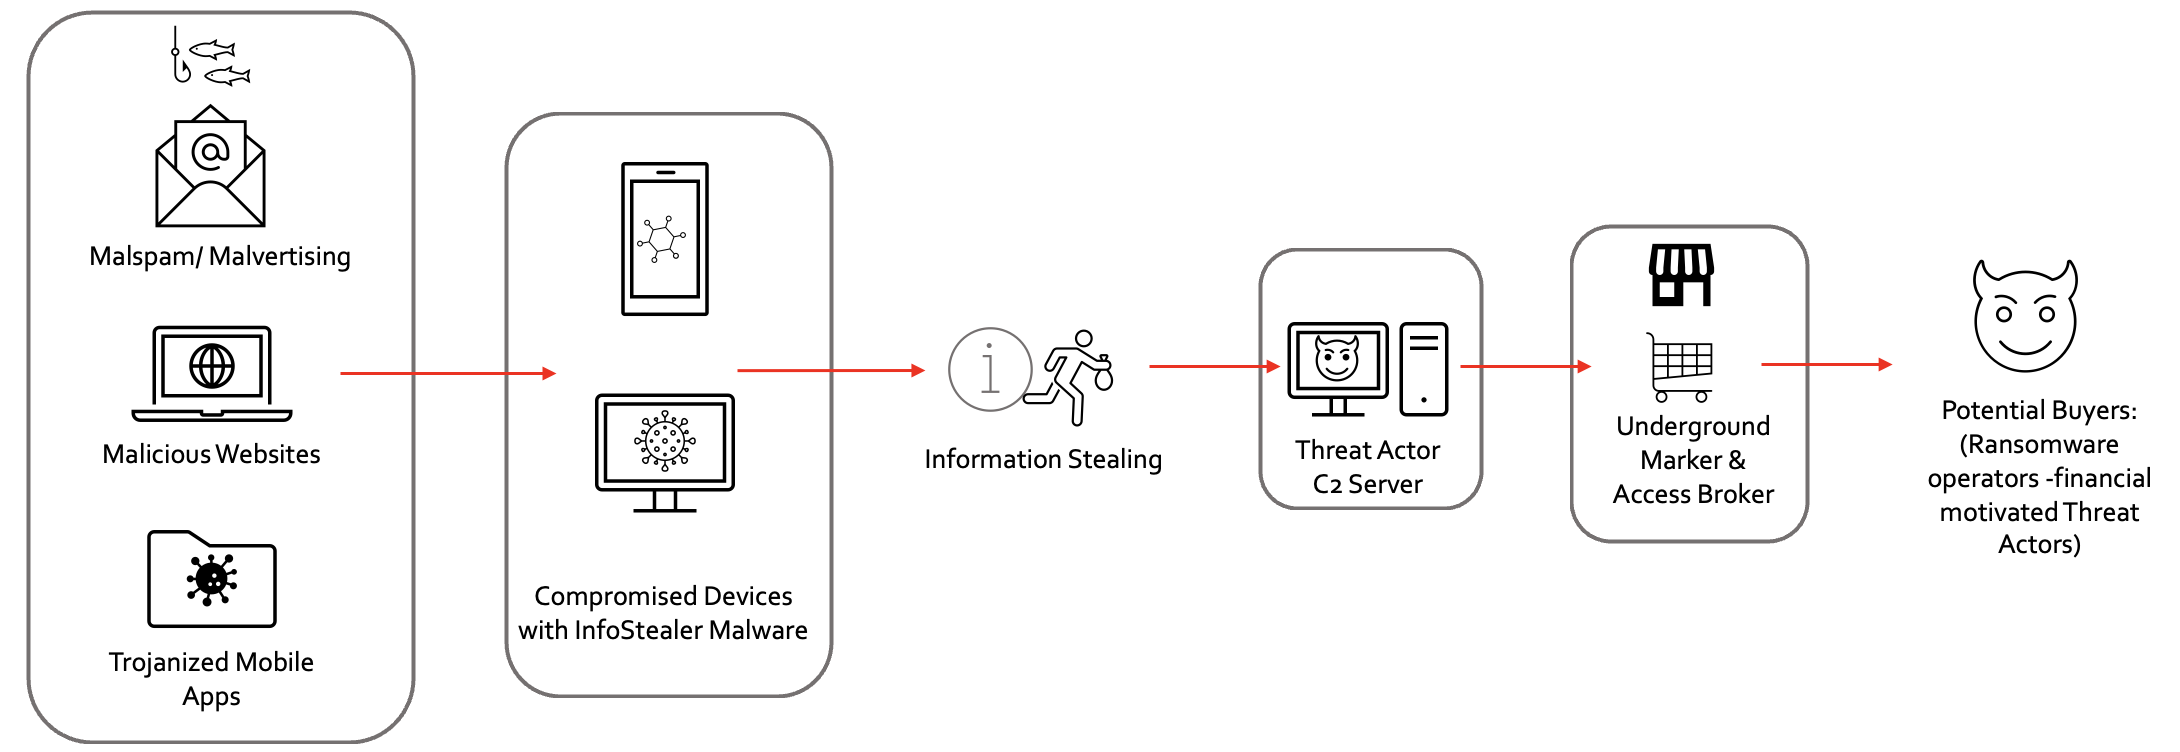 Malspam/ Malvertising
Malicious Websites
Trojanized Mobile
Apps
Compromised Devices
with InfoStealer Malware
Information Stealing
Threat Actor
C2 Server
Underground
Marker &
Access Broker
Potential Buyers:
(Ransomware
operators -financial
motivated Threat
Actors)